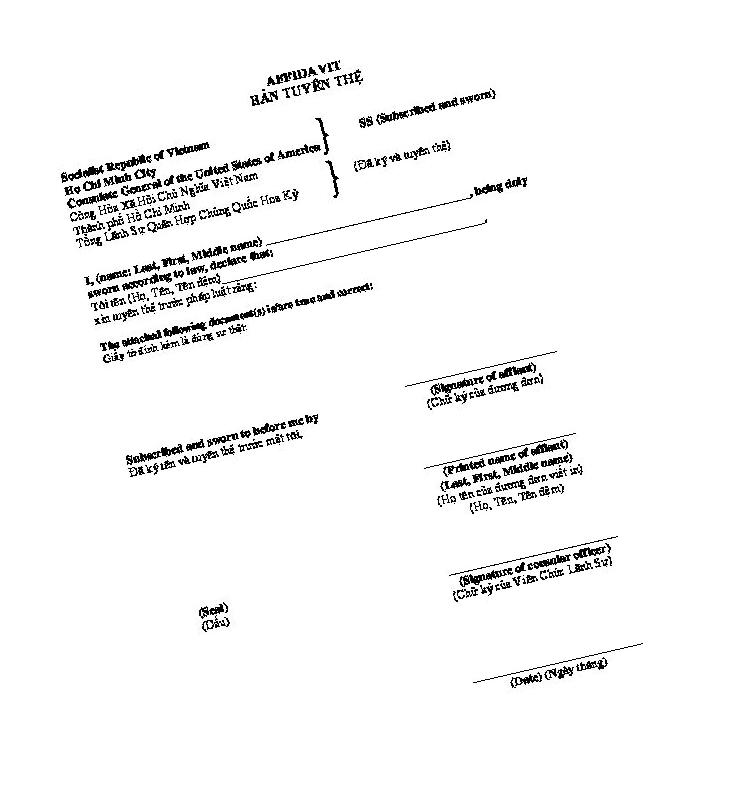 AFFIDAVIT
BẢN TUYÊN THỆ
Socialist Republic of Vietnam
Ho Chi Minh City
Consulate General of the United States of America
SS (Subscribed and sworn)
Cộng Hòa Xã Hội Chủ Nghĩa Việt Nam
Thành phố Hồ Chí Minh
Tổng Lãnh Sự Quán Hợp Chủng Quốc Hoa Kỳ
(Đã ký và tuyên thệ)
I, (name: Last, First, Middle name) ____________________, being duly
sworn according to law, declare that:
Tôi tên (Họ, Tên, Tên đệm)____________________,
xin tuyên thệ trước pháp luật rằng:
The attached following document(s) is/are true and correct:
Giấy tờ đính kèm là đúng sự thật:
(Signature of affiant)
(Chữ ký của đương đơn)
Subscribed and sworn to before me by
Đã ký tên và tuyên thệ trước mặt tôi,
(Printed name of affiant)
(Last, First, Middle name)
(Họ tên của đương đơn viết in)
(Họ, Tên, Tên đệm)
(Signature of consular officer)
(Chữ ký của Viên Chức Lãnh Sự)
(Seal)
(Dấu)
(Date) (Ngày tháng)